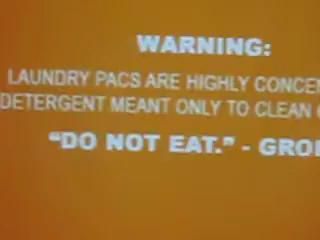 WARNING:
LAUNDRY PACS ARE HIGHLY
DETERGENT MEANT ONLY TO CLEAN
“DO NOT EAT.” -